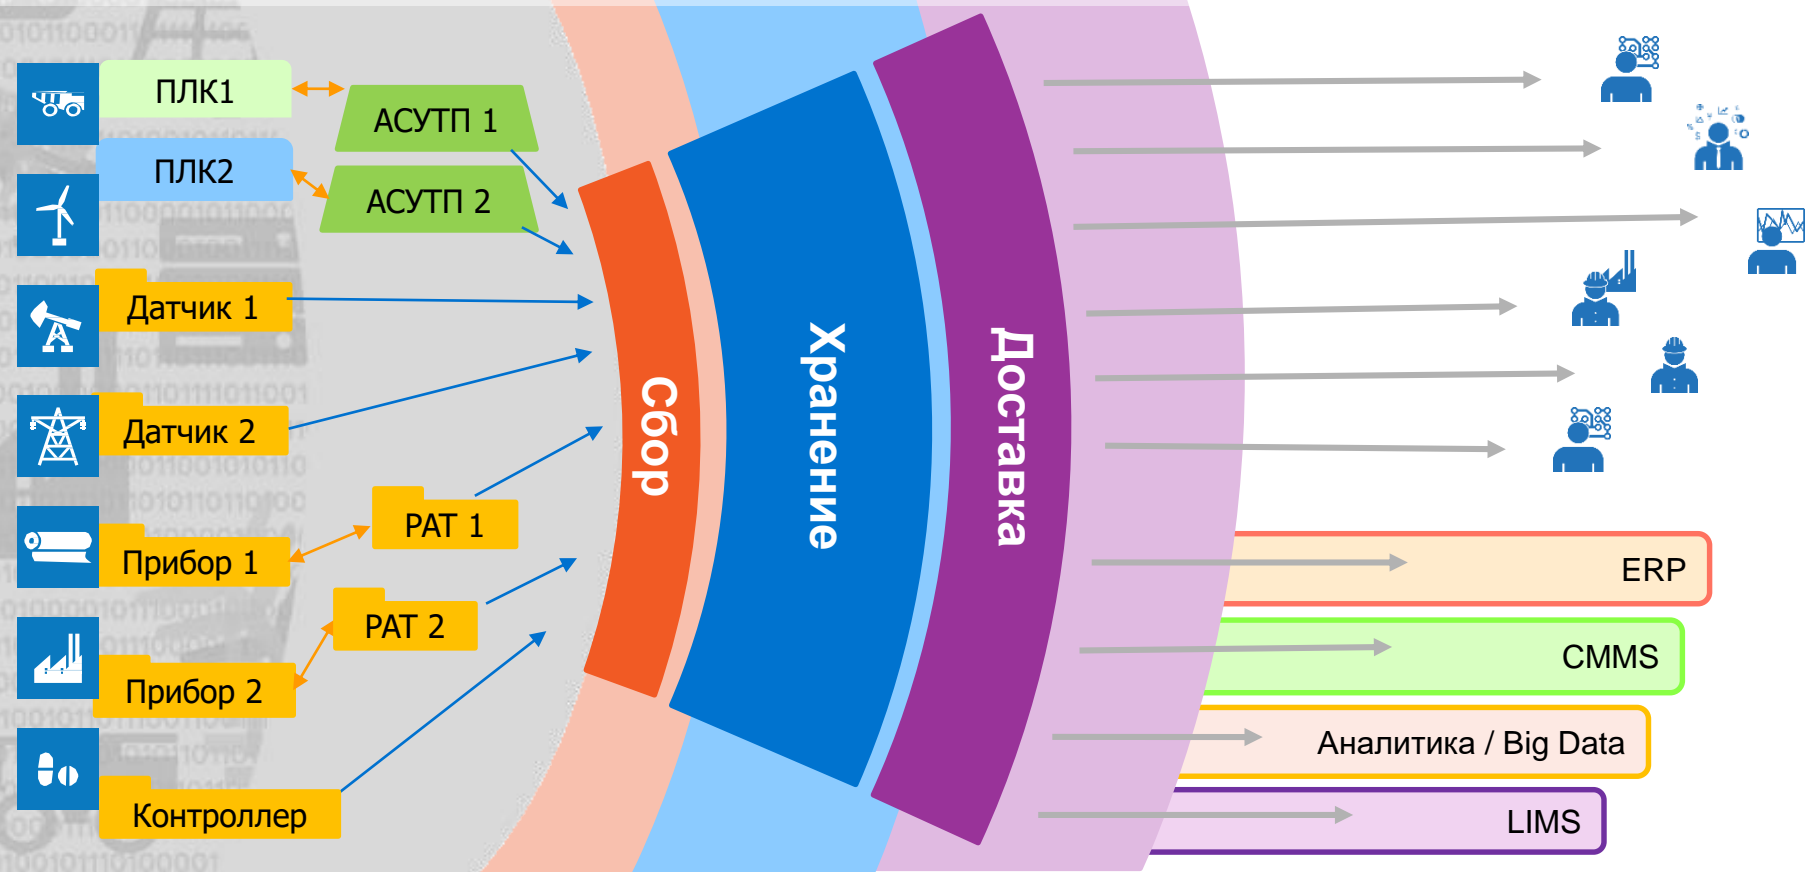 ПЛК1
АСУТП 1
ПЛК2
АСУТП 2
Датчик 1
Датчик 2
РАТ 1
Прибор 1
РАТ 2
Прибор 2
Контроллер
Сбор
Хранение
Доставка
ERP
CMMS
Аналитика / Big Data
LIMS